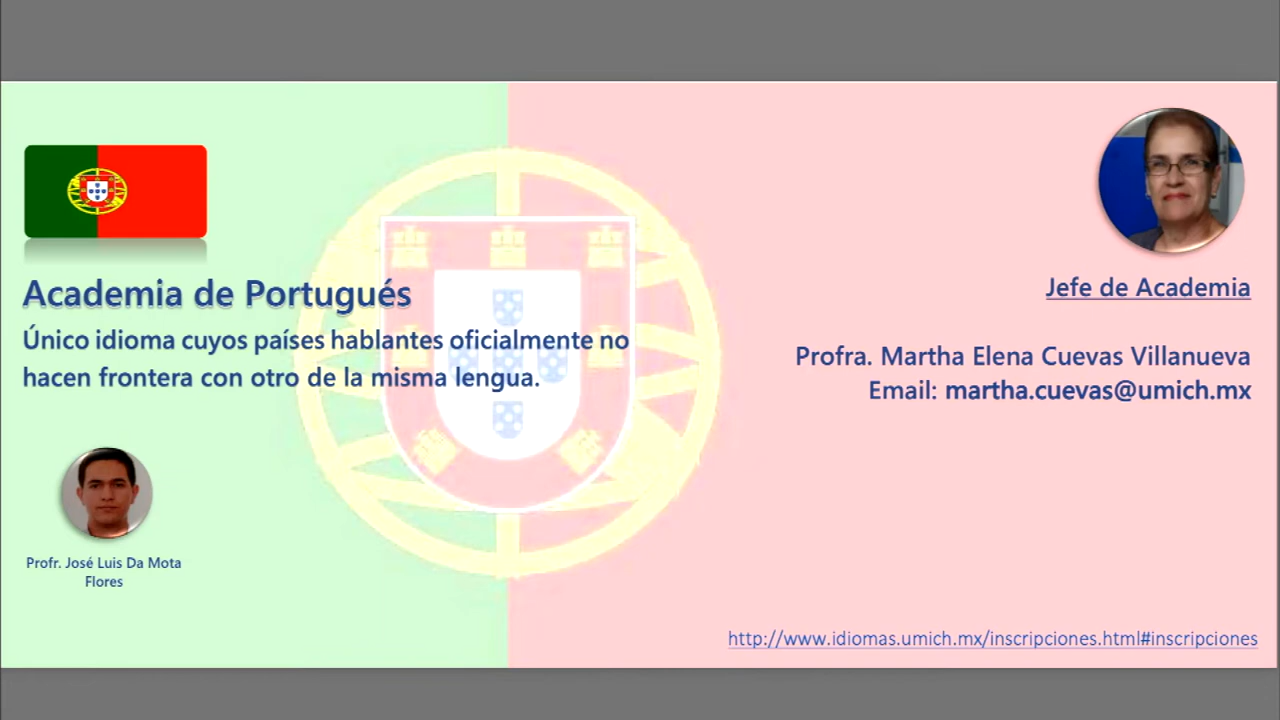 Academia de Portugués
Único idioma cuyos países hablantes oficialmente no
hacen frontera con otro de la misma lengua.
Profr. José Luis Da Mota
Flores
Jefe de Academia
Profra. Martha Elena Cuevas Villanueva
Email: martha.cuevas@umich.mx
http://www.idiomas.umich.mx/inscripciones.html#inscripciones